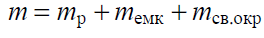 m = mр + mемк + mсв.окр